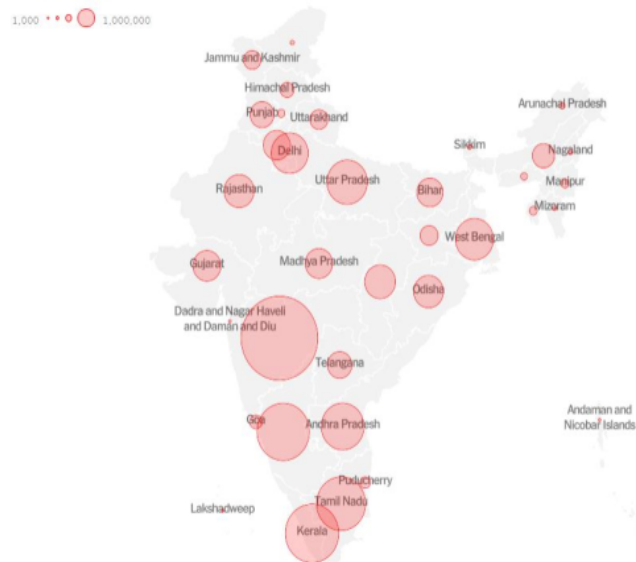 1,000 1,000,000
Jammu and Kashmir
Himachal Pradesh
Punjab
Uttarakhand
Arunachal Pradesh
Delhi
Sikkim
Nagaland
Uttar Pradesh
Manipur
Rajasthan
Bihar
Mizoram
West Bengal
Gujarat
Madhya Pradesh
Odisha
Dadra and Nagar Haveli
and Daman and Diu
Telangana
Andaman and
Nicobar Islands
Goa
Andhra Pradesh
Puducherry
Tamil Nadu
Lakshadweep
Kerala